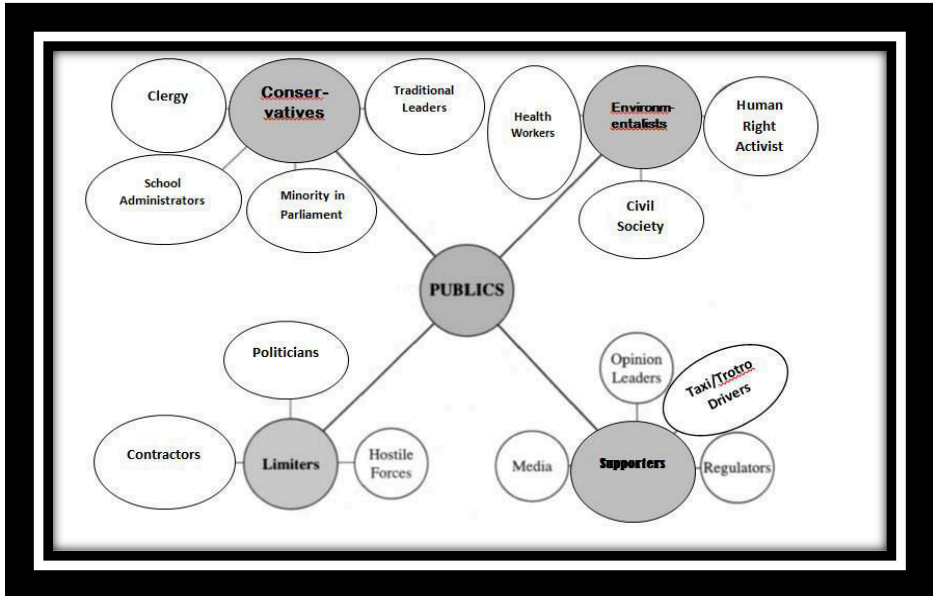 Clergy
Conser-
vatives
Traditional
Leaders
School
Administrators
Minority in
Parliament
Health
Workers
Environm-
entalists
Human
Right
Activist
Civil
Society
PUBLICS
Politicians
Contractors
Limiters
Hostile
Forces
Opinion
Leaders
Taxi/Trotro
Drivers
Media
Supporters
Regulators